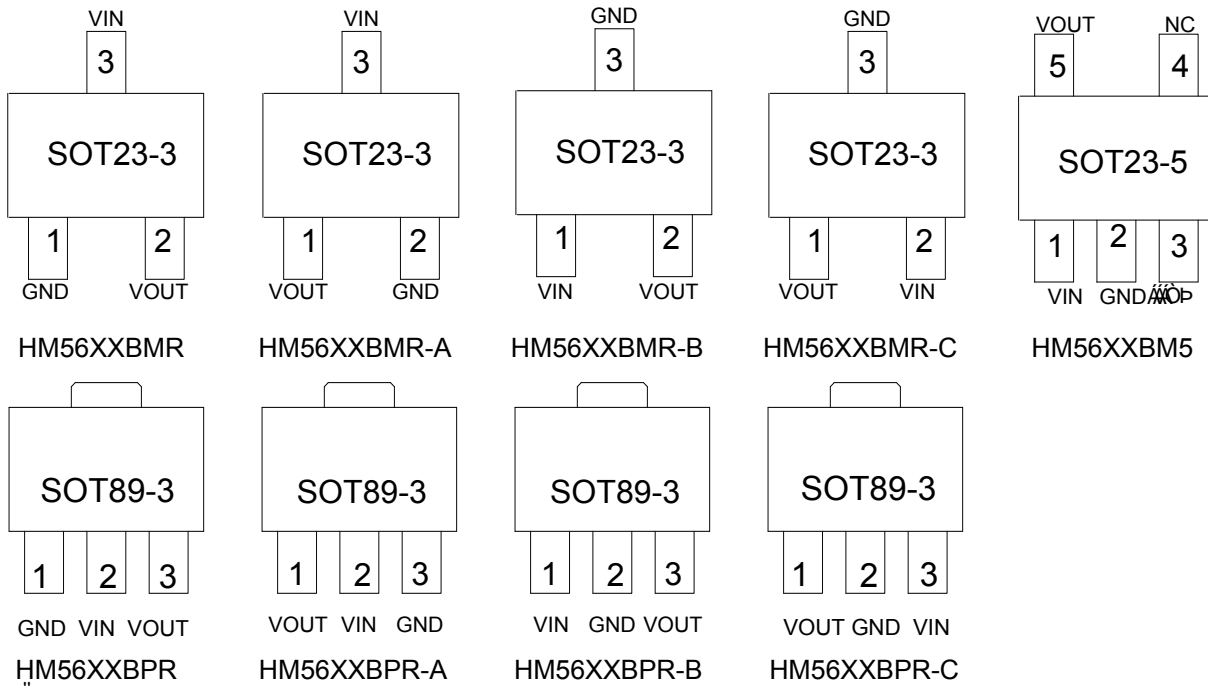 VIN VIN GND GND VOUT NC
3 3 3 3 5 4
SOT23-3 SOT23-3 SOT23-3 SOT23-3 SOT23-5
1 2 1 2 1 2 1 2 1 2 3
GND VOUT VOUT GND VIN VOUT VOUT VIN VIN GND
HM56XXBMR HM56XXBMR-A HM56XXBMR-B HM56XXBMR-C HM56XXBM5
SOT89-3 SOT89-3 SOT89-3 SOT89-3
1 2 3 1 2 3 1 2 3 1 2 3
GND VIN VOUT VOUT VIN GND VIN GND VOUT VOUT GND VIN
HM56XXBPR HM56XXBPR-A HM56XXBPR-B HM56XXBPR-C